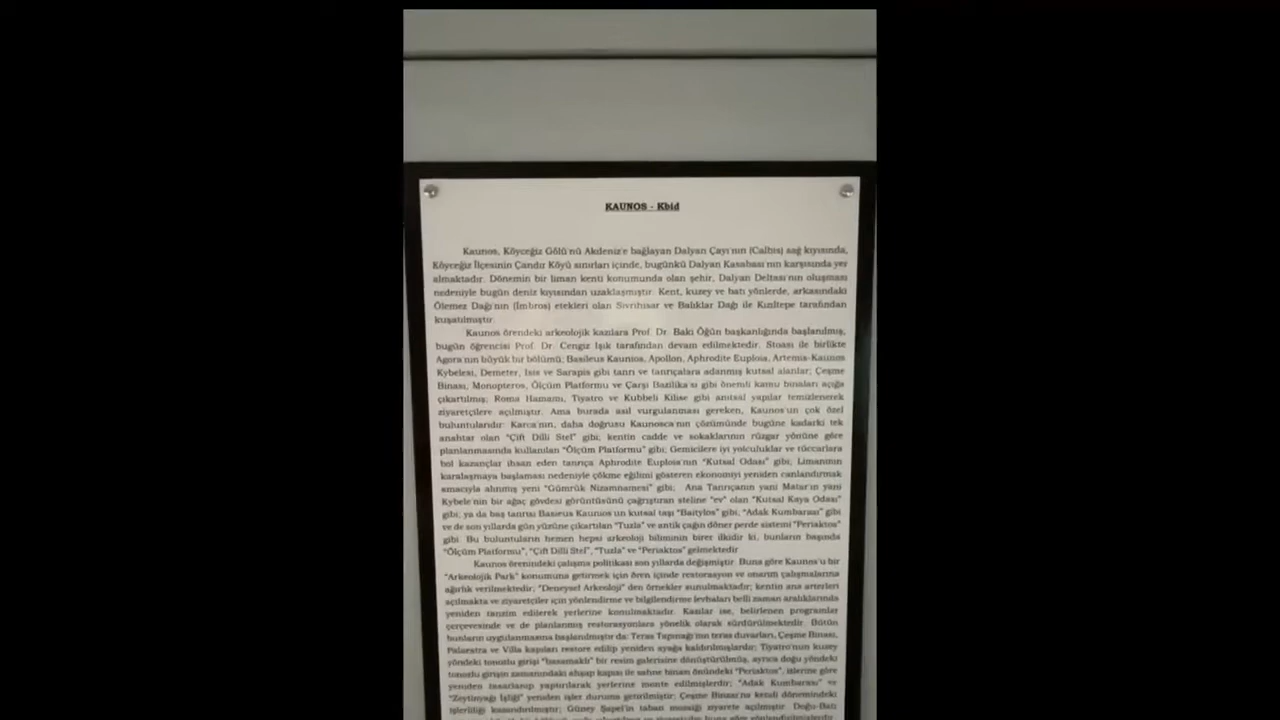 KAUNOS - Kbid
Kaunos, Köyceğiz Gölü'nü Akdeniz'e bağlayan Dalyan Çayı'nın (Calbis) sağ kıyısında,
Köyceğiz İlçesinin Çandır Köyü sınırları içinde, bugünkü Dalyan Kasabası'nın karşısında yer
almaktadır. Dönemin bir liman kenti konumunda olan şehir, Dalyan Deltası'nın oluşması
nedeniyle bugün deniz kıyısından uzaklaşmıştır. Kent, kuzey ve batı yönlerde, arkasındaki
Ölemez Dağı'nın (İmbros) etekleri olan Sivrihisar ve Balıklar Dağı ile Kızıltepe tarafından
kuşatılmıştır.
Kaunos örendeki arkeolojik kazılara Prof. Dr. Baki Öğün başkanlığında başlanılmış,
bugün öğrencisi Prof. Dr. Cengiz Işık tarafından devam edilmektedir. Stoası ile birlikte
Agora'nın büyük bir bölümü; Basileus Kaunios, Apollon, Aphrodite Euploia, Artemis-Kaunos
Kybelesi, Demeter, Isis ve Sarapis gibi tanrı ve tanrıçalara adanmış kutsal alanlar; Çeşme
Binası, Monopteros, Ölçüm Platformu ve Çarşı Bazilika'sı gibi önemli kamu binaları açığa
çıkartılmış; Roma Hamamı, Tiyatro ve Kubbeli Kilise gibi anıtsal yapılar temizlenerek
ziyaretçilere açılmıştır. Ama burada asıl vurgulanması gereken, Kaunos'un çok özel
buluntularıdır: Karca'nın, daha doğrusu Kaunosca'nın çözümünde bugüne kadarki tek
anahtar olan "Çift Dilli Stel" gibi; kentin cadde ve sokaklarının rüzgar yönüne göre
planlanmasında kullanılan "Ölçüm Platformu" gibi; Gemicilere iyi yolculuklar ve tüccarlara
bol kazançlar ihsan eden tanrıça Aphrodite Euploia'nın "Kutsal Odası" gibi; Limanının
karalaşmaya başlaması nedeniyle çökme eğilimi gösteren ekonomiyi yeniden canlandırmak
amacıyla alınmış yeni "Gümrük Nizamnamesi" gibi; Ana Tanrıçanın yani Matar'ın yani
Kybele'nin bir ağaç gövdesi görüntüsünü çağrıştıran steline "ev" olan "Kutsal Kaya Odası"
gibi; ya da baş tanrısı Basieus Kaunios'un kutsal taşı "Baitylos" gibi, "Adak Kumbarası" gibi
ve de son yıllarda gün yüzüne çıkartılan "Tuzla" ve antik çağın döner perde sistemi "Periaktos"
gibi. Bu buluntuların hemen hepsi arkeoloji biliminin birer ilkidir ki, bunların başında
"Ölçüm Platformu", "Çift Dilli Stel", "Tuzla" ve "Periaktos" gelmektedir.
Kaunos örenindeki çalışma politikası son yıllarda değişmiştir. Buna göre Kaunos'u bir
"Arkeolojik Park" konumuna getirmek için ören içinde restorasyon ve onarım çalışmalarına
ağırlık verilmektedir; "Deneysel Arkeoloji" den örnekler sunulmaktadır; kentin ana arterleri
açılmakta ve ziyaretçiler için yönlendirme ve bilgilendirme levhaları belli zaman aralıklarında
yeniden tanzim edilerek yerlerine konulmaktadır. Kazılar ise, belirlenen programlar
çerçevesinde ve de planlanmış restorasyonlara yönelik olarak sürdürülmektedir. Bütün
bunların uygulanmasına başlanılmıştır da: Teras Tapınağı'nın teras duvarları, Çeşme Binası,
Palaestra ve Villa kapıları restore edilip yeniden ayağa kaldırılmışlardır; Tiyatro'nun kuzey
yöndeki tonozlu girişi "basamaklı" bir resim galerisine dönüştürülmüş, ayrıca doğu yöndeki
tonozlu girişin zamanındaki ahşap kapısı ile sahne binası önündeki "Periaktos", izlerine göre
yeniden tasarlanıp yaptırılarak yerlerine monte edilmişlerdir; "Adak Kumbarası" ve
"Zeytinyağı İşliği" yeniden işler duruma getirilmiştir; Çeşme Binası'na kendi dönemindeki
işlerliliği kazandırılmıştır; Güney Şapel'in taban mozaiği ziyarete açılmıştır. Doğu-Batı